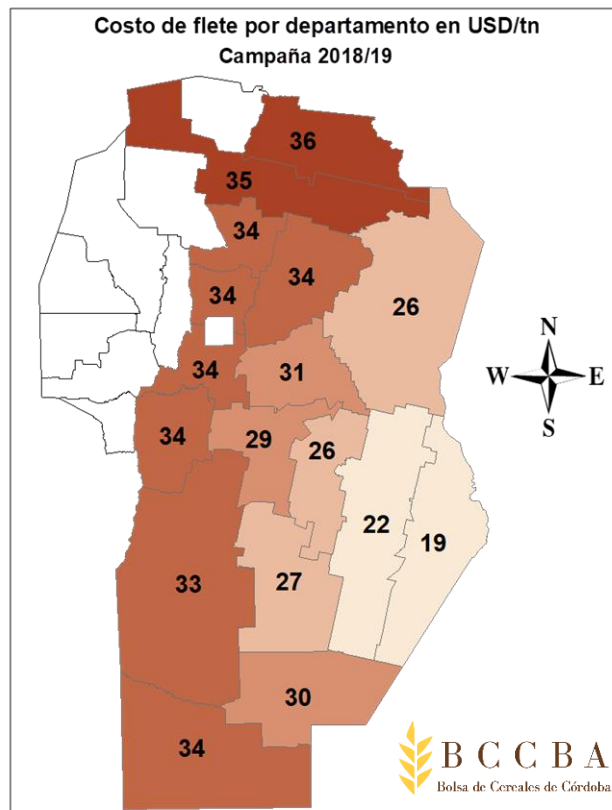 Costo de flete por departamento en USD/tn
Campaña 2018/19
36
35
34
34
34
26
34
31
34
29
26
22
19
33
27
30
34
N
W E
S
BCCBA
Bolsa de Cereales de Córdoba